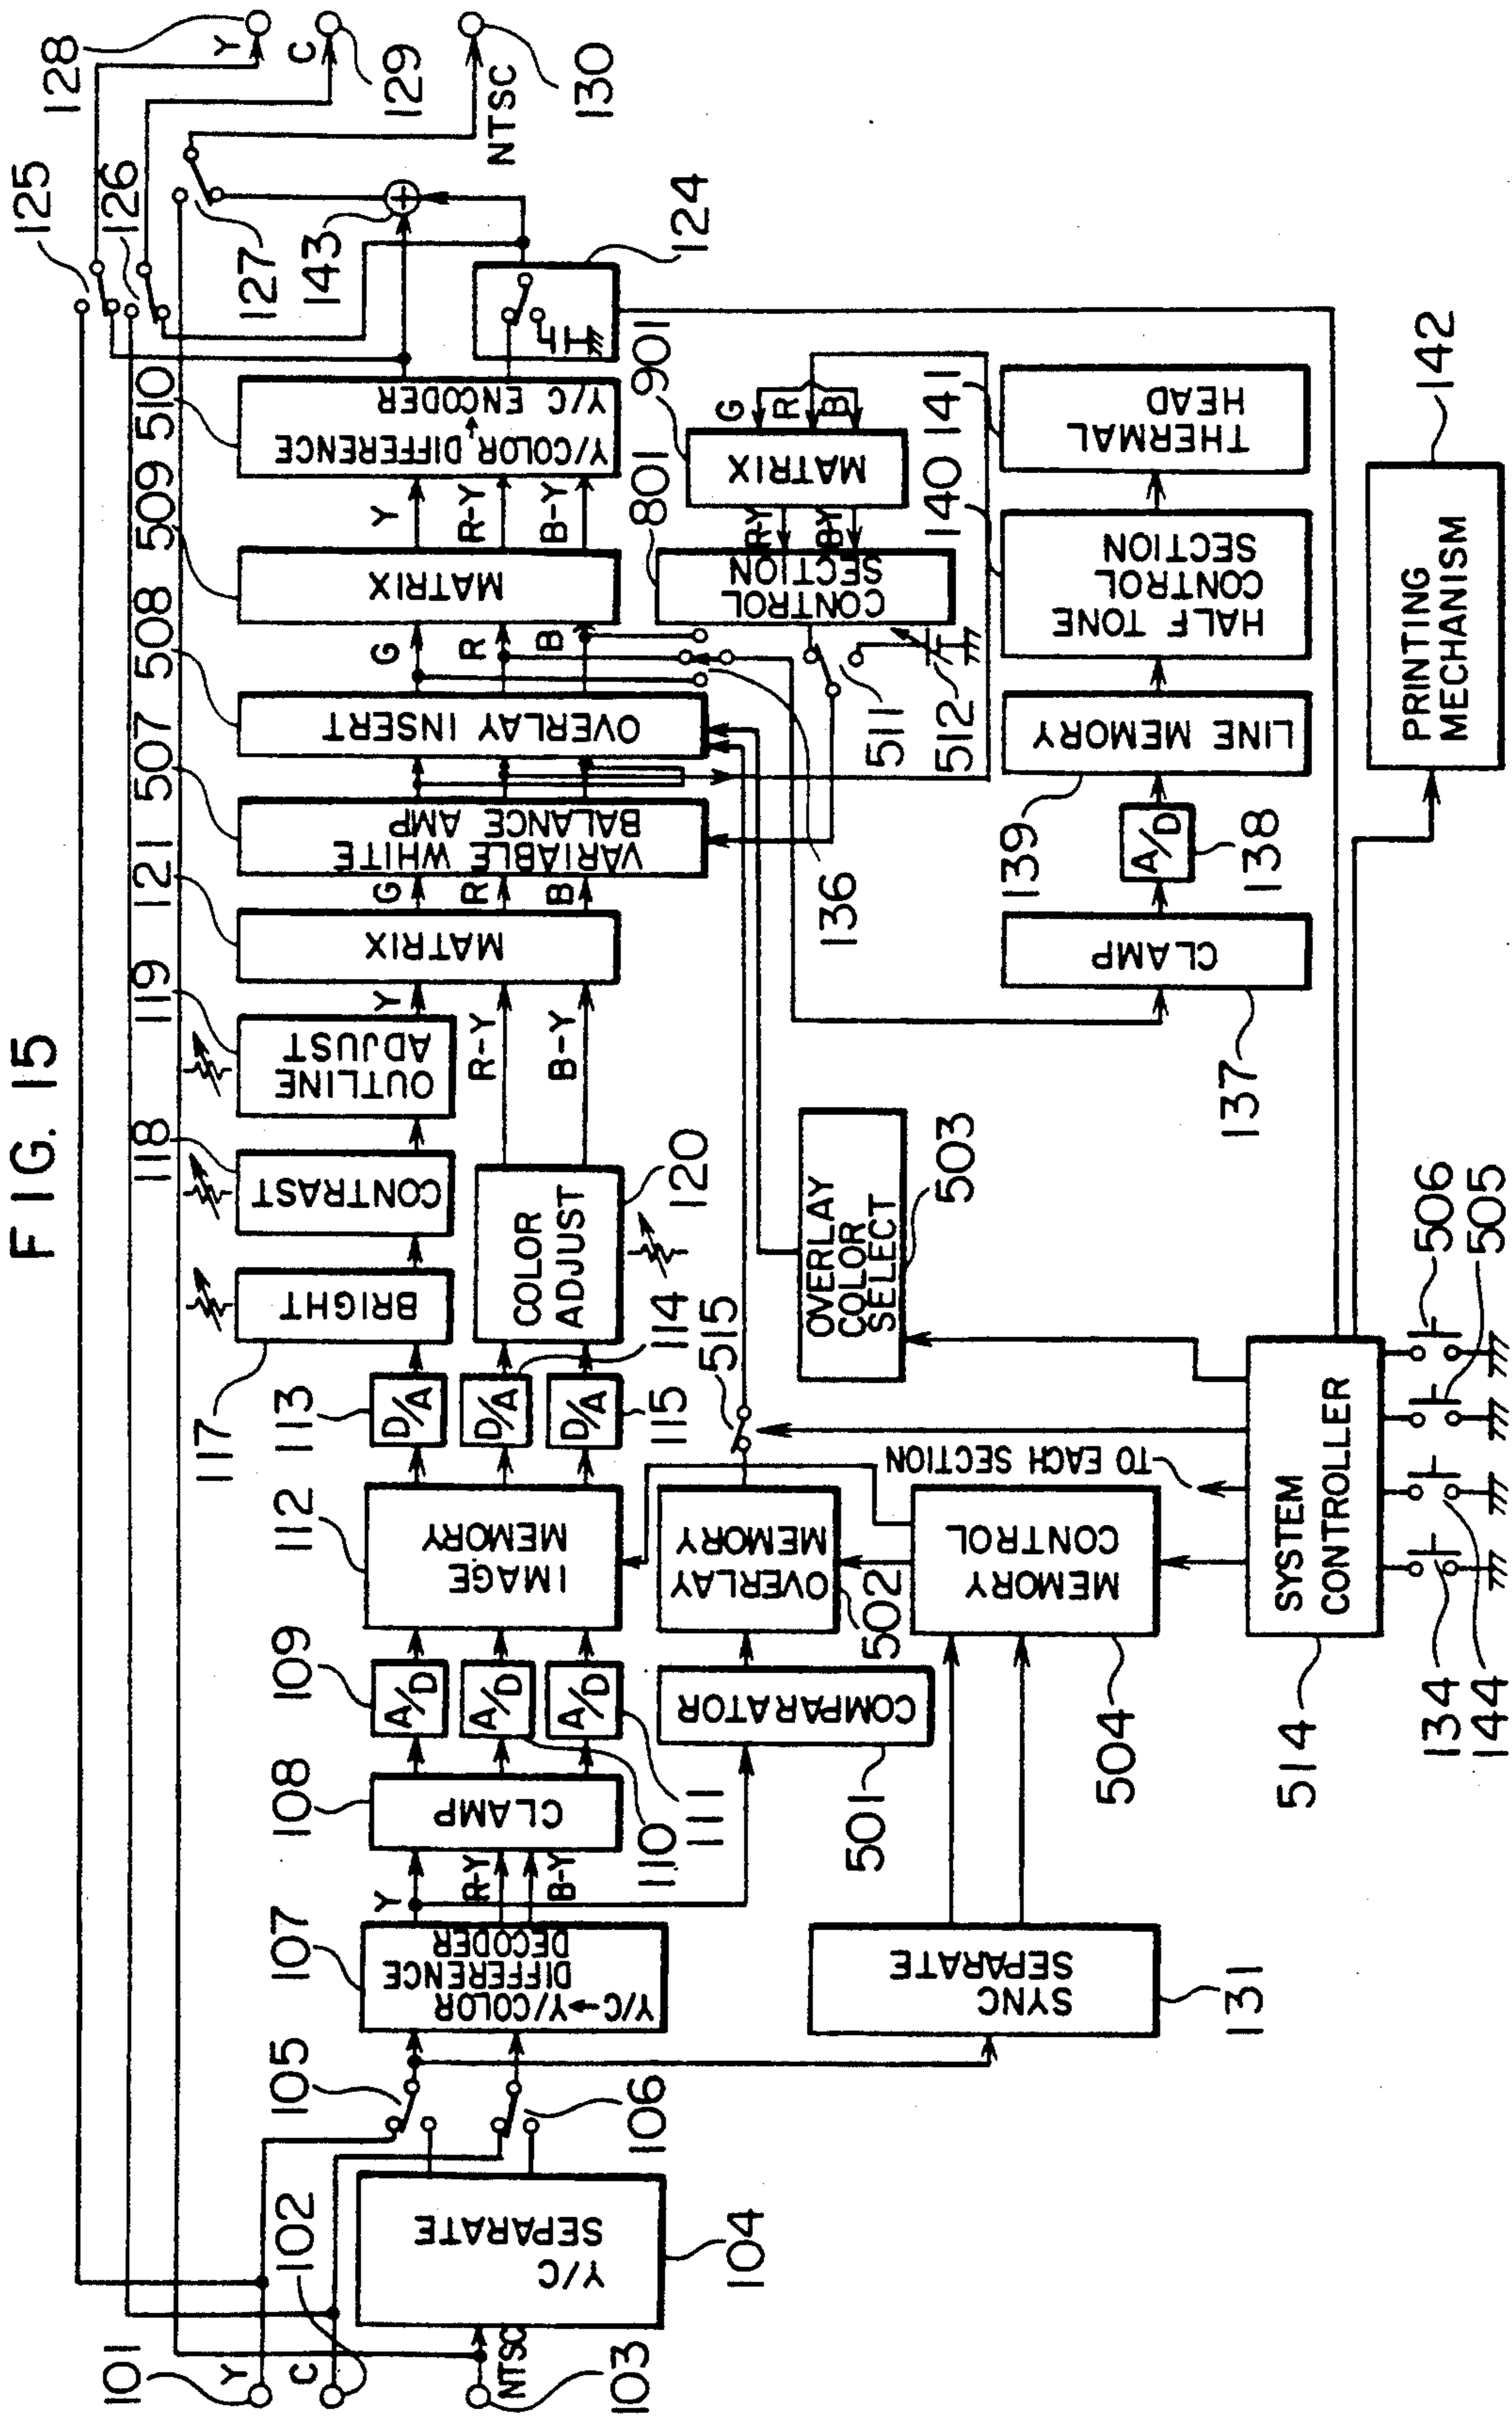 FIG. 15
101
Y
C
102
NTSC
103
Y/C
SEPARATE
104
105
106
107
Y/C→Y/COLOR
DIFFERENCE
DECODER
Y
R-Y
B-Y
108
CLAMP
109
A/D
A/D
A/D
110
111
112
IMAGE
MEMORY
113
D/A
D/A
D/A
114
115
117
BRIGHT
118
CONTRAST
119
OUTLINE
ADJUST
COLOR
ADJUST
120
Y
R-Y
B-Y
121
MATRIX
G
R
B
507
VARIABLE WHITE
BALANCE AMP
508
OVERLAY INSERT
G
R
B
509
MATRIX
Y
R-Y
B-Y
510
Y/COLOR DIFFERENCE
→
Y/C ENCODER
124
143
127
125
126
128
Y
C
129
NTSC
130
SYNC
SEPARATE
131
COMPARATOR
501
OVERLAY
MEMORY
502
MEMORY
CONTROL
504
515
OVERLAY
COLOR
SELECT
503
TO EACH SECTION
SYSTEM
CONTROLLER
514
134
144
505
506
136
511
512
801
CONTROL
SECTION
R-Y
B-Y
901
MATRIX
G
R
B
137
CLAMP
A/D
138
139
LINE MEMORY
140
HALF TONE
CONTROL
SECTION
141
THERMAL
HEAD
PRINTING
MECHANISM
142